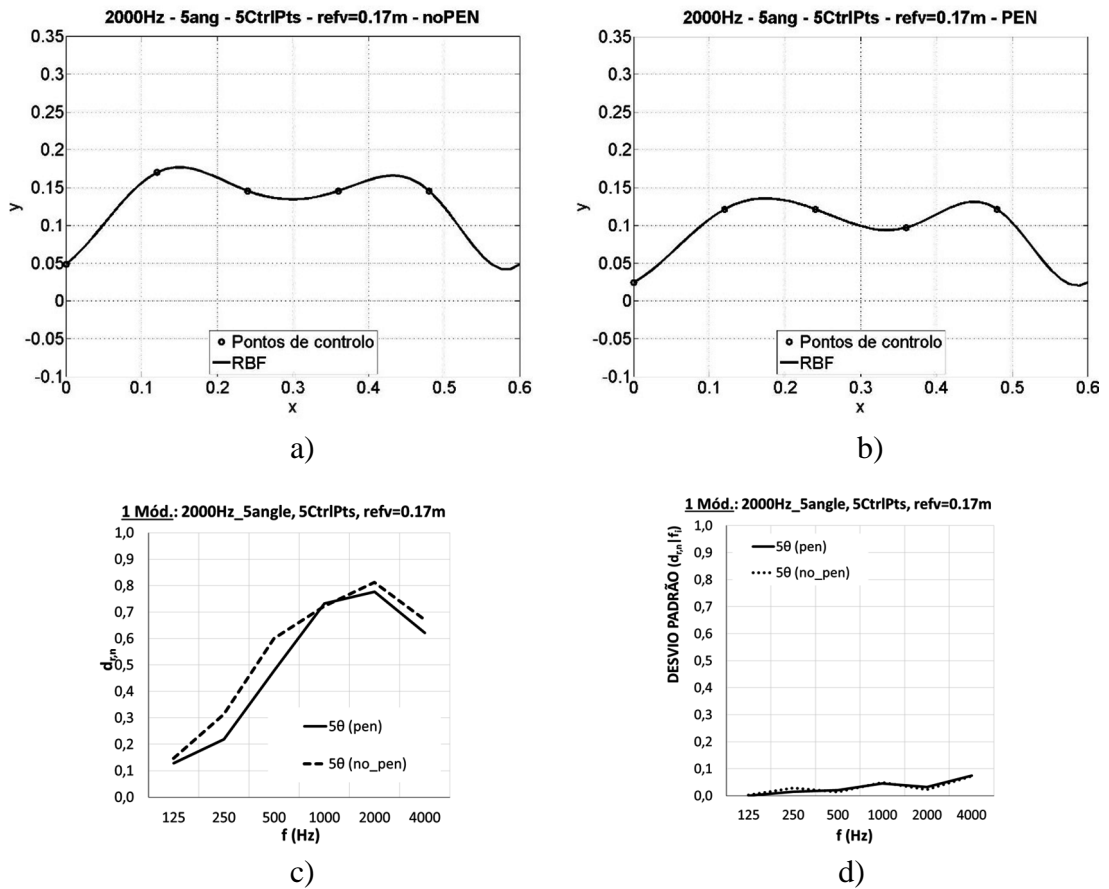 2000Hz - 5ang - 5CtrlPts - refv=0.17m - noPEN
0.35
0.3
0.25
0.2
0.15
0.1
0.05
0
-0.05
-0.1
y
0 0.1 0.2 0.3 0.4 0.5 0.6
x
Pontos de controlo
RBF
a)
2000Hz - 5ang - 5CtrlPts - refv=0.17m - PEN
0.35
0.3
0.25
0.2
0.15
0.1
0.05
0
-0.05
-0.1
y
0 0.1 0.2 0.3 0.4 0.5 0.6
x
Pontos de controlo
RBF
b)
1 Mód.: 2000Hz_5angle, 5CtrlPts, refv=0.17m
1,0
0,9
0,8
0,7
0,6
0,5
0,4
0,3
0,2
0,1
0,0
dr,n
5θ (pen)
5θ (no_pen)
125 250 500 1000 2000 4000
f (Hz)
c)
1 Mód.: 2000Hz_5angle, 5CtrlPts, refv=0.17m
1,0
0,9
0,8
0,7
0,6
0,5
0,4
0,3
0,2
0,1
0,0
DESVIO PADRÃO (dr,n|fi)
5θ (pen)
5θ (no_pen)
125 250 500 1000 2000 4000
f (Hz)
d)